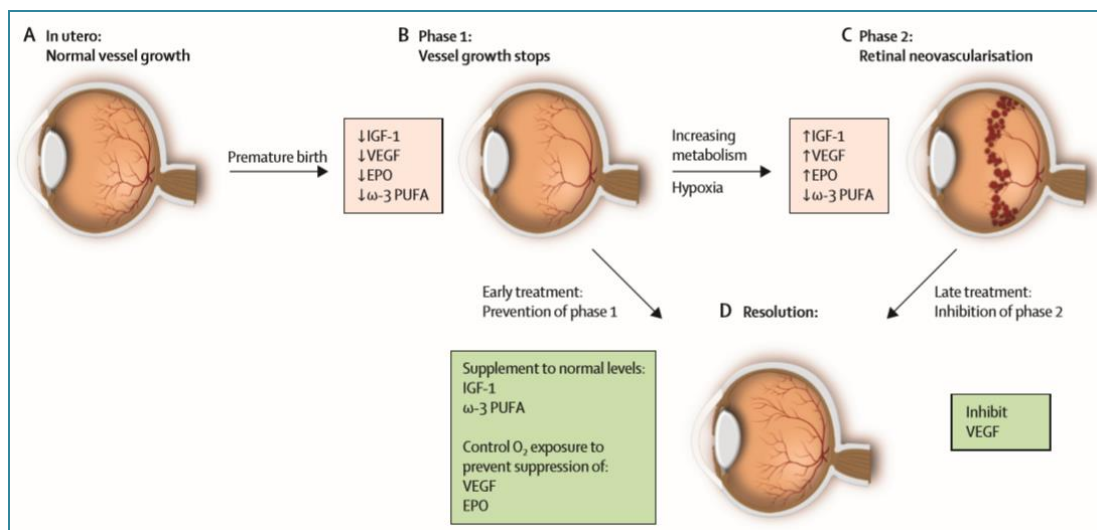 A In utero:
Normal vessel growth
B Phase 1:
Vessel growth stops
C Phase 2:
Retinal neovascularisation
Premature birth
↓IGF-1
↓VEGF
↓EPO
↓ω-3 PUFA
Increasing
metabolism
Hypoxia
↑IGF-1
↑VEGF
↑EPO
↓ω-3 PUFA
Early treatment:
Prevention of phase 1
D Resolution:
Late treatment:
Inhibition of phase 2
Supplement to normal levels:
IGF-1
ω-3 PUFA
Control O₂ exposure to
prevent suppression of:
VEGF
EPO
Inhibit
VEGF